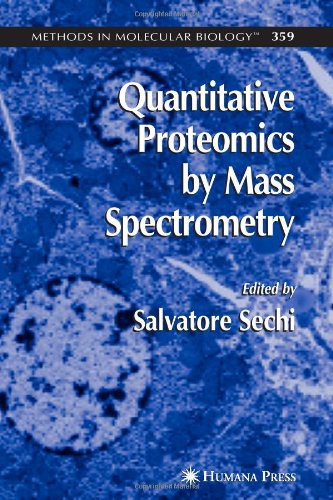 METHODS IN MOLECULAR BIOLOGY™ 359
Quantitative
Proteomics
by Mass
Spectrometry
Edited by
Salvatore Sechi
HUMANA PRESS